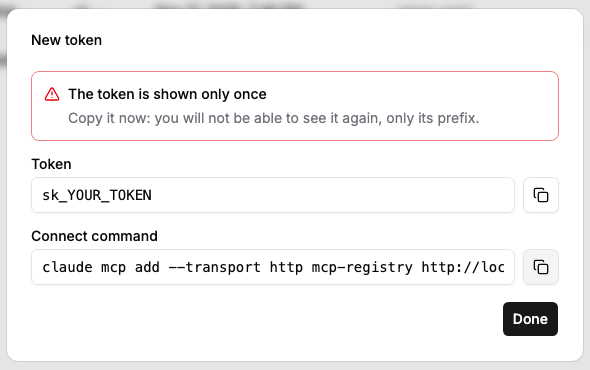 New token
The token is shown only once
Copy it now: you will not be able to see it again, only its prefix.
Token
sk_YOUR_TOKEN
Connect command
claude mcp add --transport http mcp-registry http://loc
Done